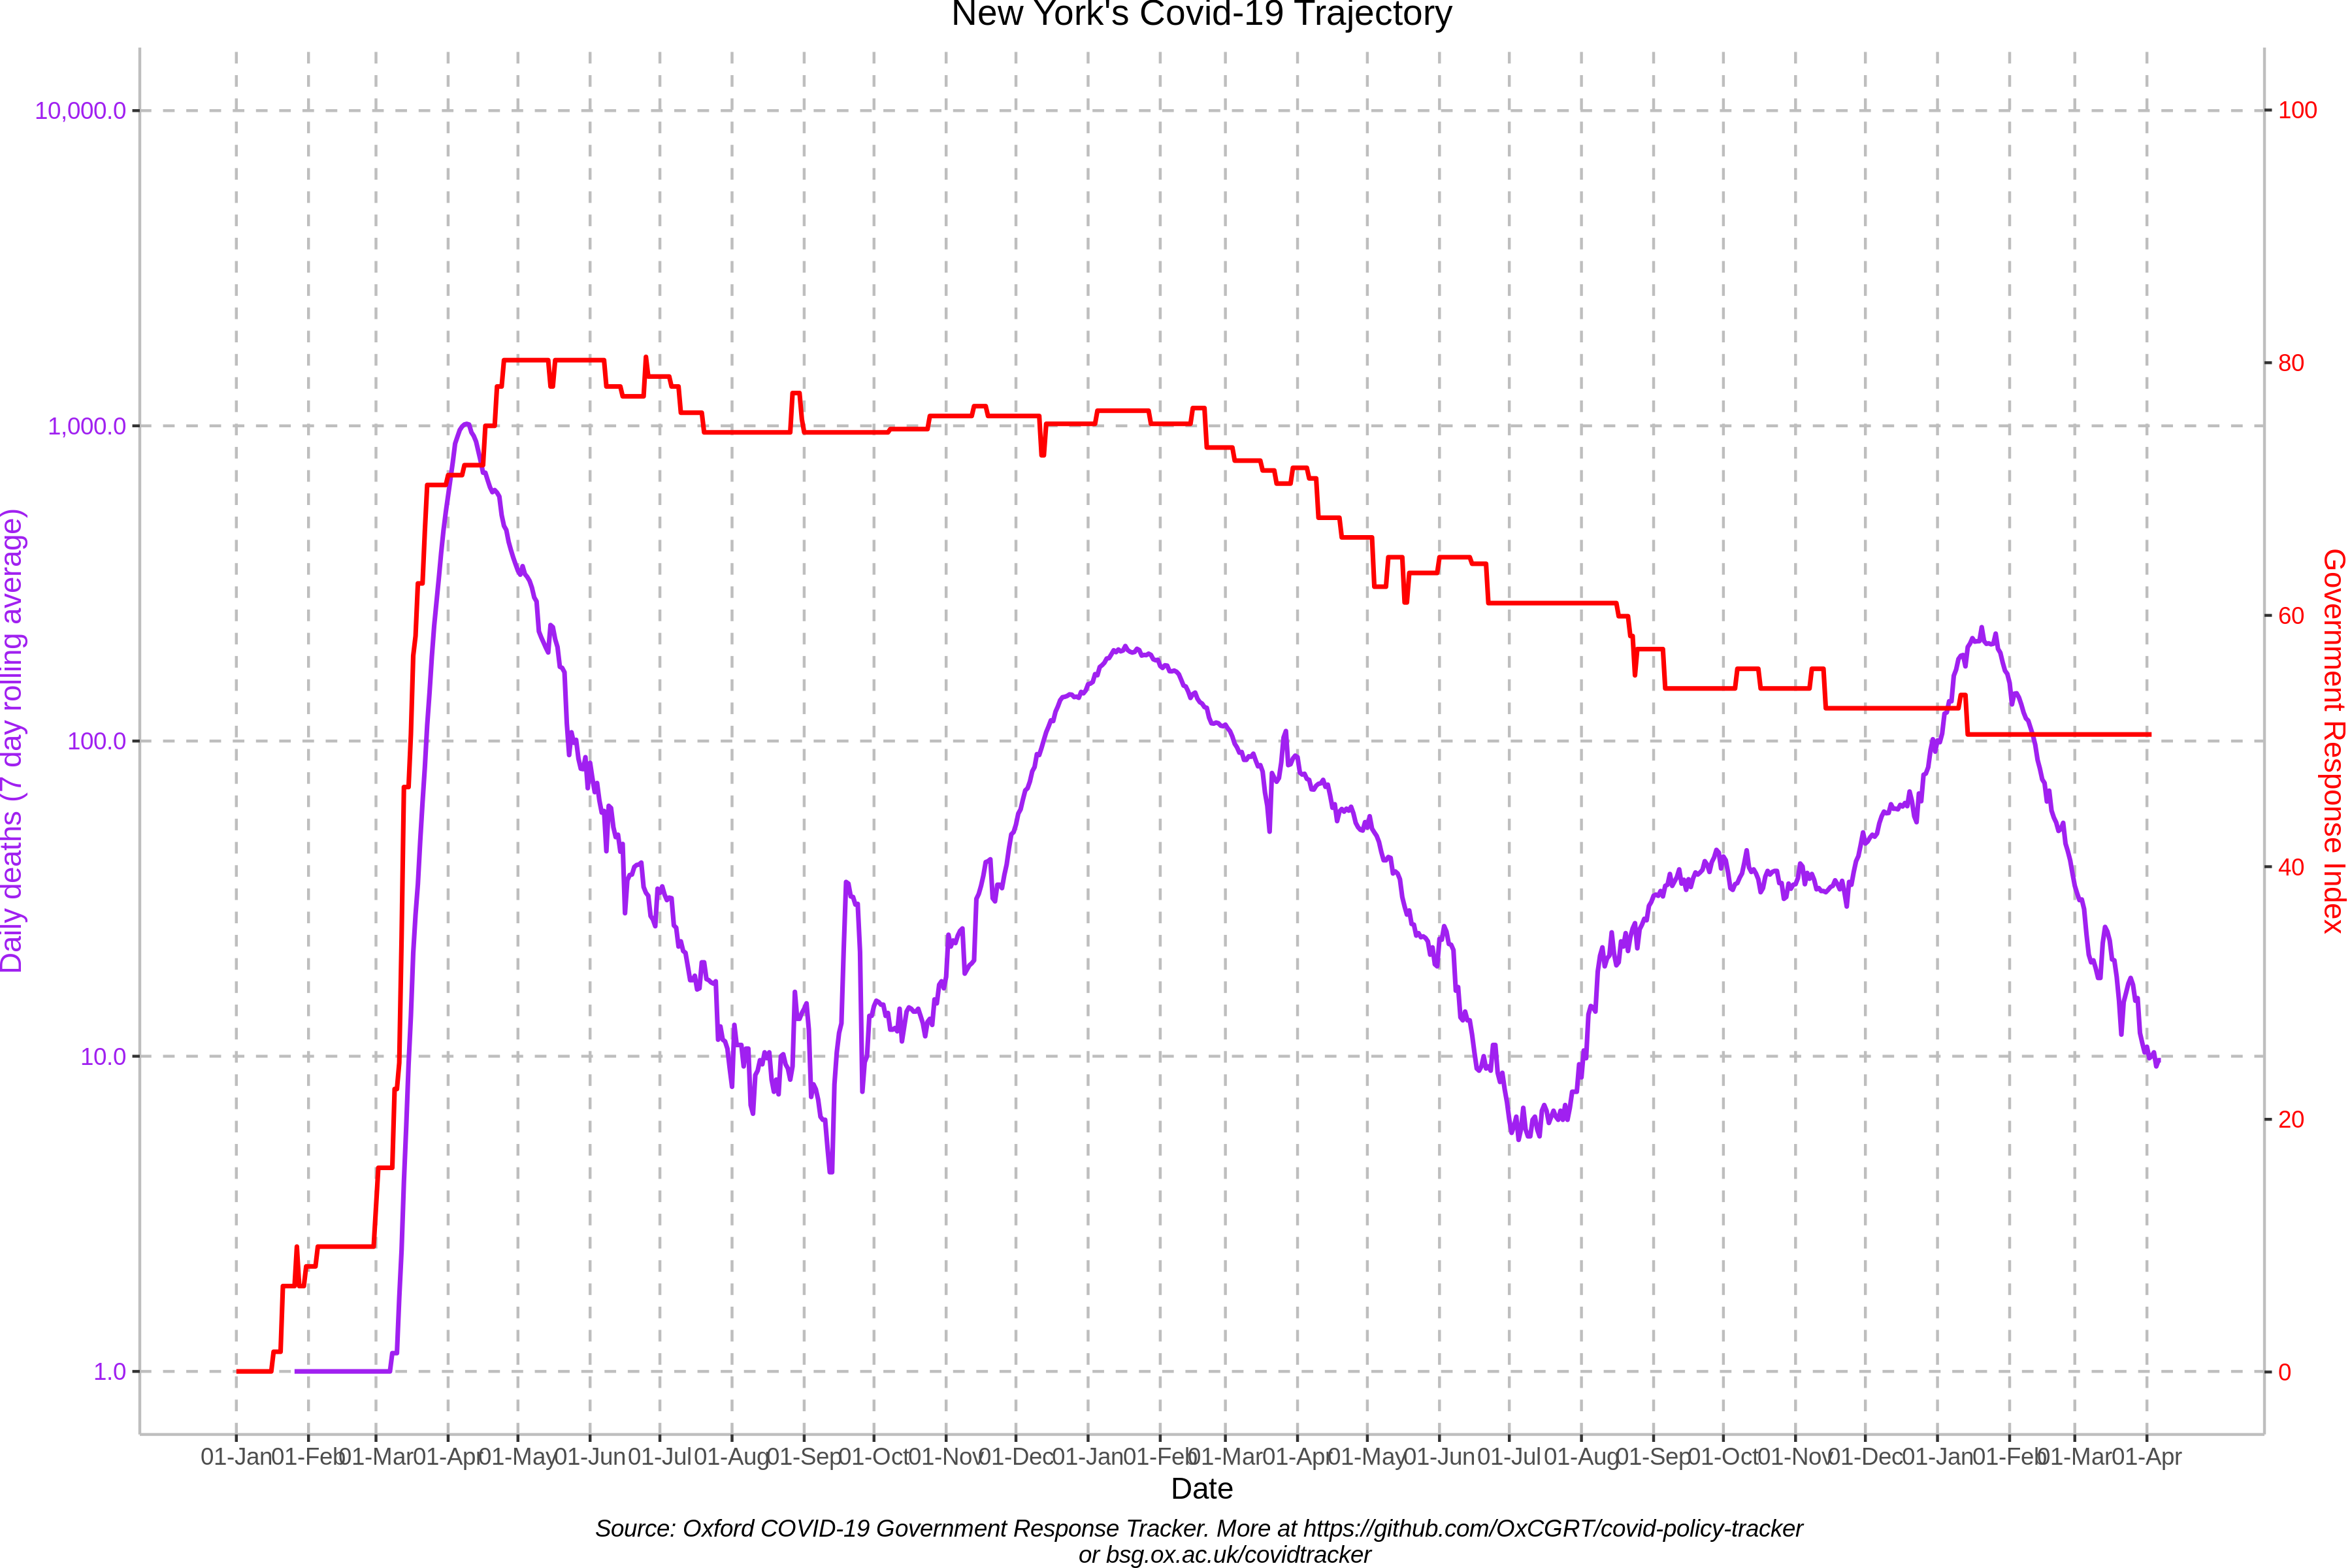 New York's Covid-19 Trajectory
10,000.0
1,000.0
100.0
10.0
1.0
Daily deaths (7 day rolling average)
100
80
60
40
20
0
Government Response Index
01-Jan 01-Feb 01-Mar 01-Apr 01-May 01-Jun 01-Jul 01-Aug 01-Sep 01-Oct 01-Nov 01-Dec 01-Jan 01-Feb 01-Mar 01-Apr 01-May 01-Jun 01-Jul 01-Aug 01-Sep 01-Oct 01-Nov 01-Dec 01-Jan 01-Feb 01-Mar 01-Apr
Date
Source: Oxford COVID-19 Government Response Tracker. More at https://github.com/OxCGRT/covid-policy-tracker
or bsg.ox.ac.uk/covidtracker